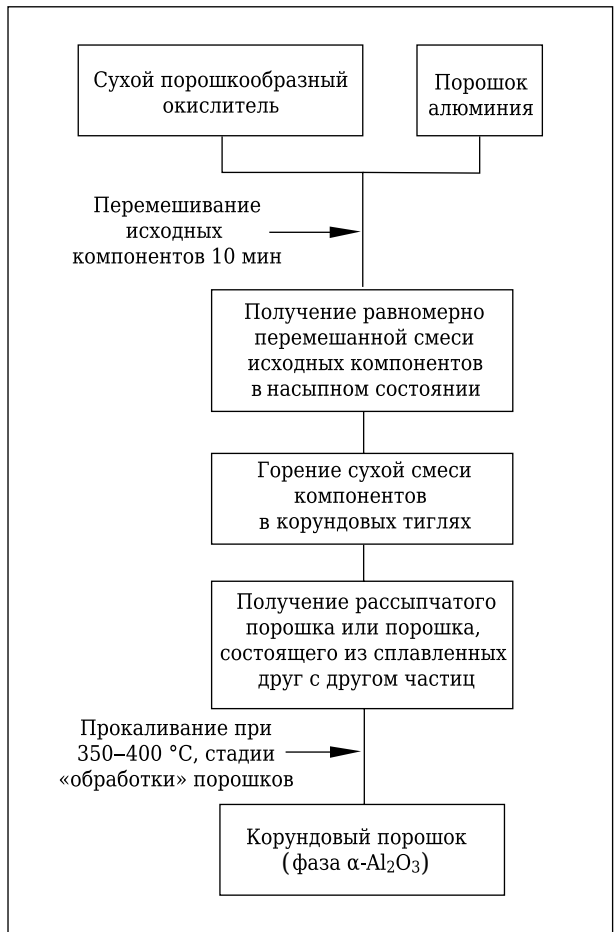 Сухой порошкообразный
окислитель
Порошок
алюминия
Перемешивание
исходных
компонентов 10 мин
Получение равномерно
перемешанной смеси
исходных компонентов
в насыпном состоянии
Горение сухой смеси
компонентов
в корундовых тиглях
Получение рассыпчатого
порошка или порошка,
состоящего из сплавленных
друг с другом частиц
Прокаливание при
350–400 °C, стадии
«обработки» порошков
Корундовый порошок
(фаза α-Al₂O₃)